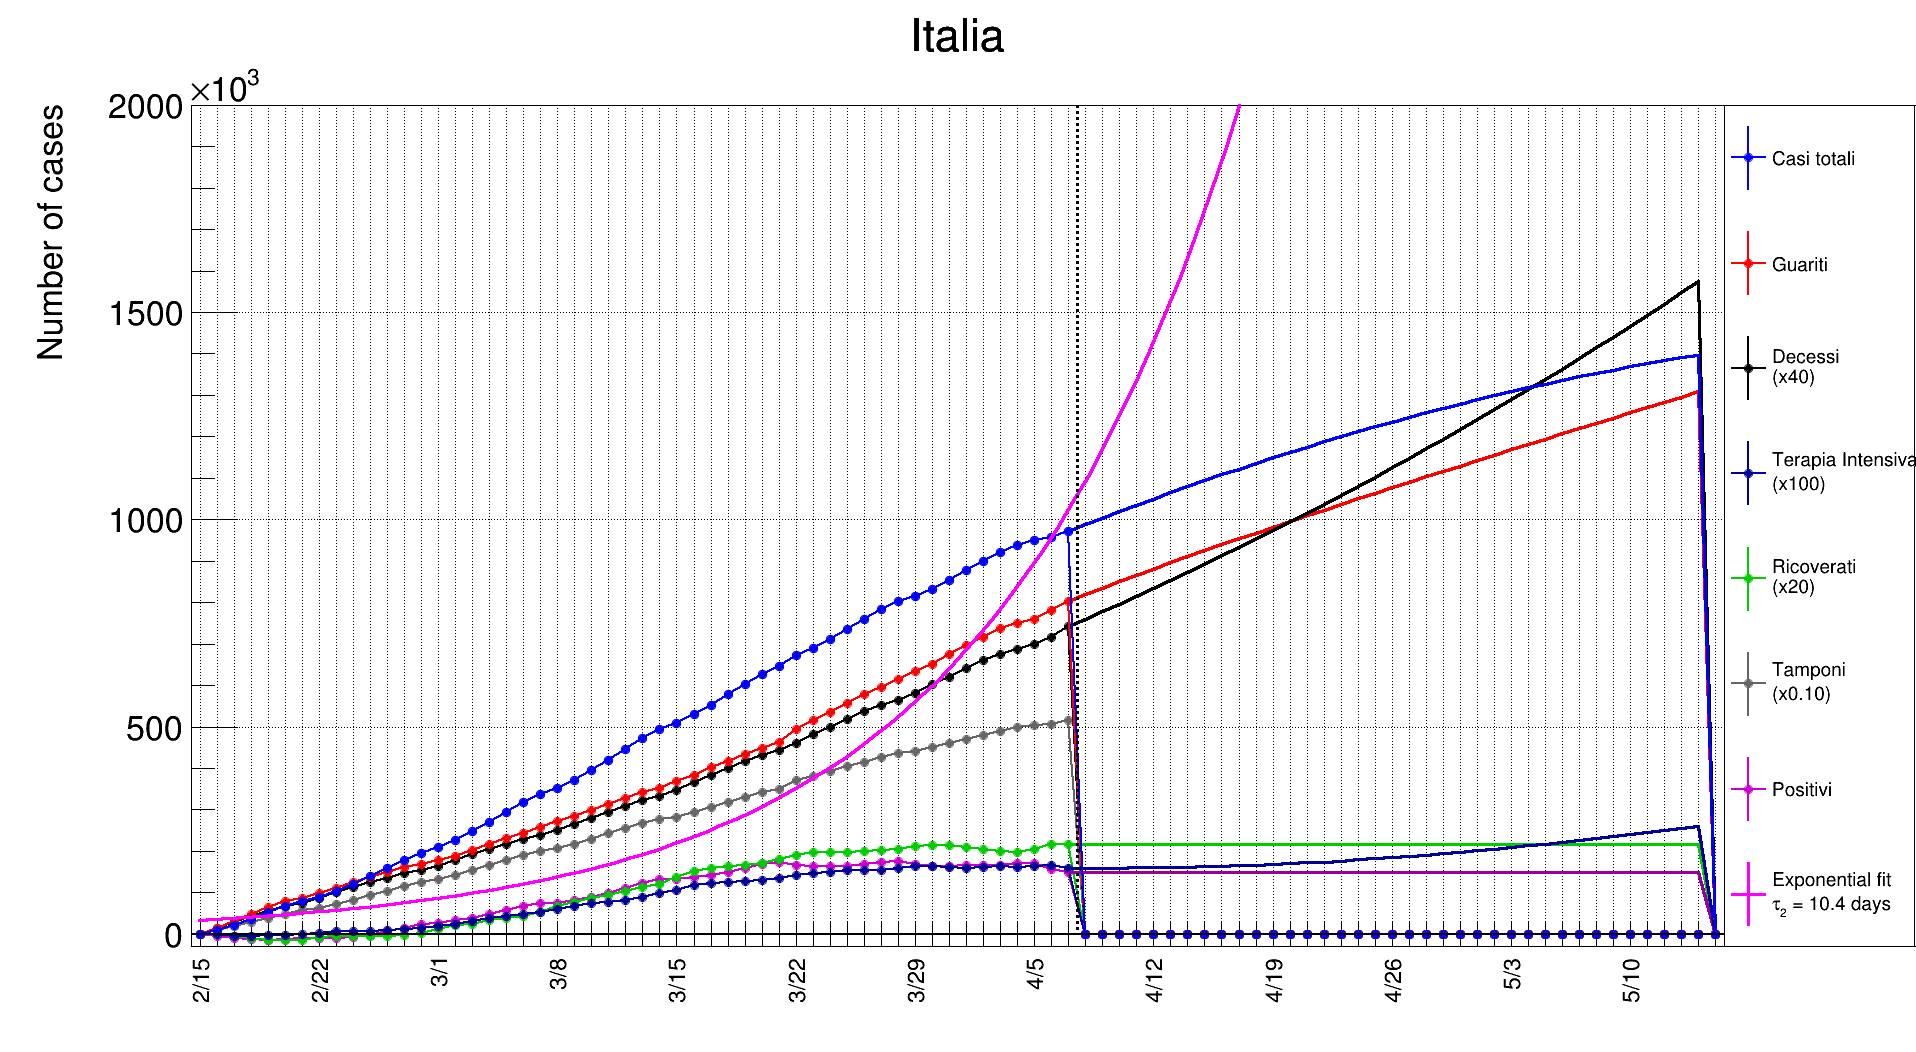 Italia
×10³
Number of cases
2000
1500
1000
500
0
2/15
2/22
3/1
3/8
3/15
3/22
3/29
4/5
4/12
4/19
4/26
5/3
5/10
Casi totali
Guariti
Decessi
(x40)
Terapia Intensiva
(x100)
Ricoverati
(x20)
Tamponi
(x0.10)
Positivi
Exponential fit
τ₂ = 10.4 days